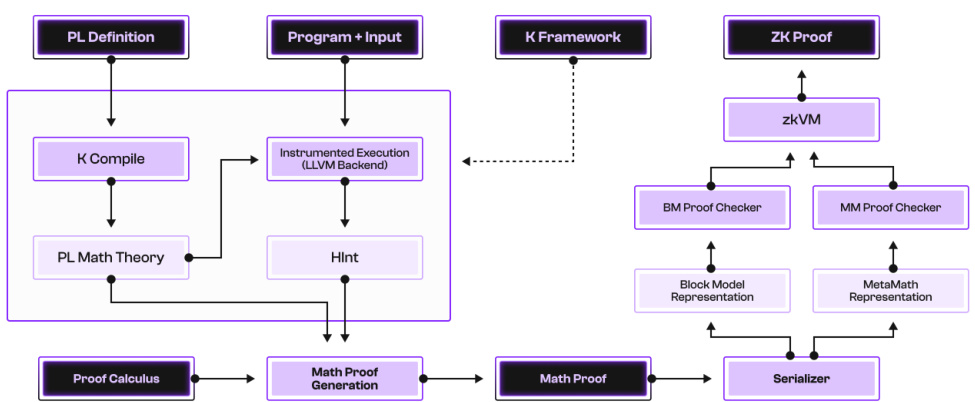 PL Definition
Program + Input
K Framework
ZK Proof
zkVM
K Compile
Instrumented Execution
(LLVM Backend)
BM Proof Checker
MM Proof Checker
PL Math Theory
HInt
Block Model
Representation
MetaMath
Representation
Proof Calculus
Math Proof
Generation
Math Proof
Serializer